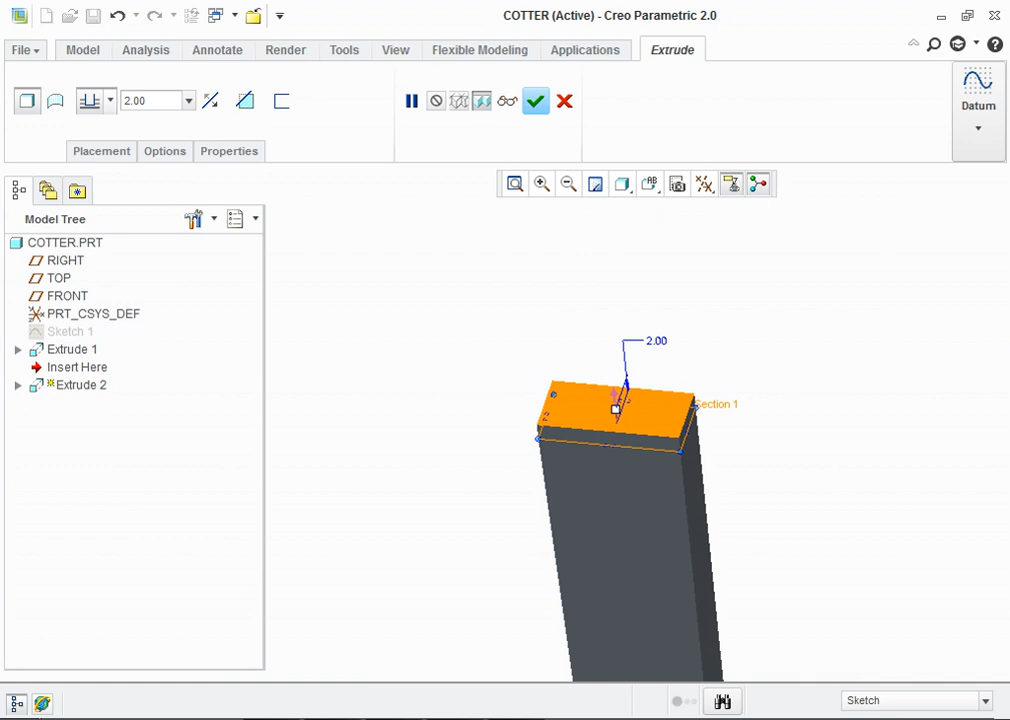 COTTER (Active) - Creo Parametric 2.0
File Model Analysis Annotate Render Tools View Flexible Modeling Applications Extrude
2.00
Datum
Placement Options Properties
Model Tree
COTTER.PRT
RIGHT
TOP
FRONT
PRT_CSYS_DEF
Sketch 1
Extrude 1
Insert Here
Extrude 2
2.00
Section 1
Sketch